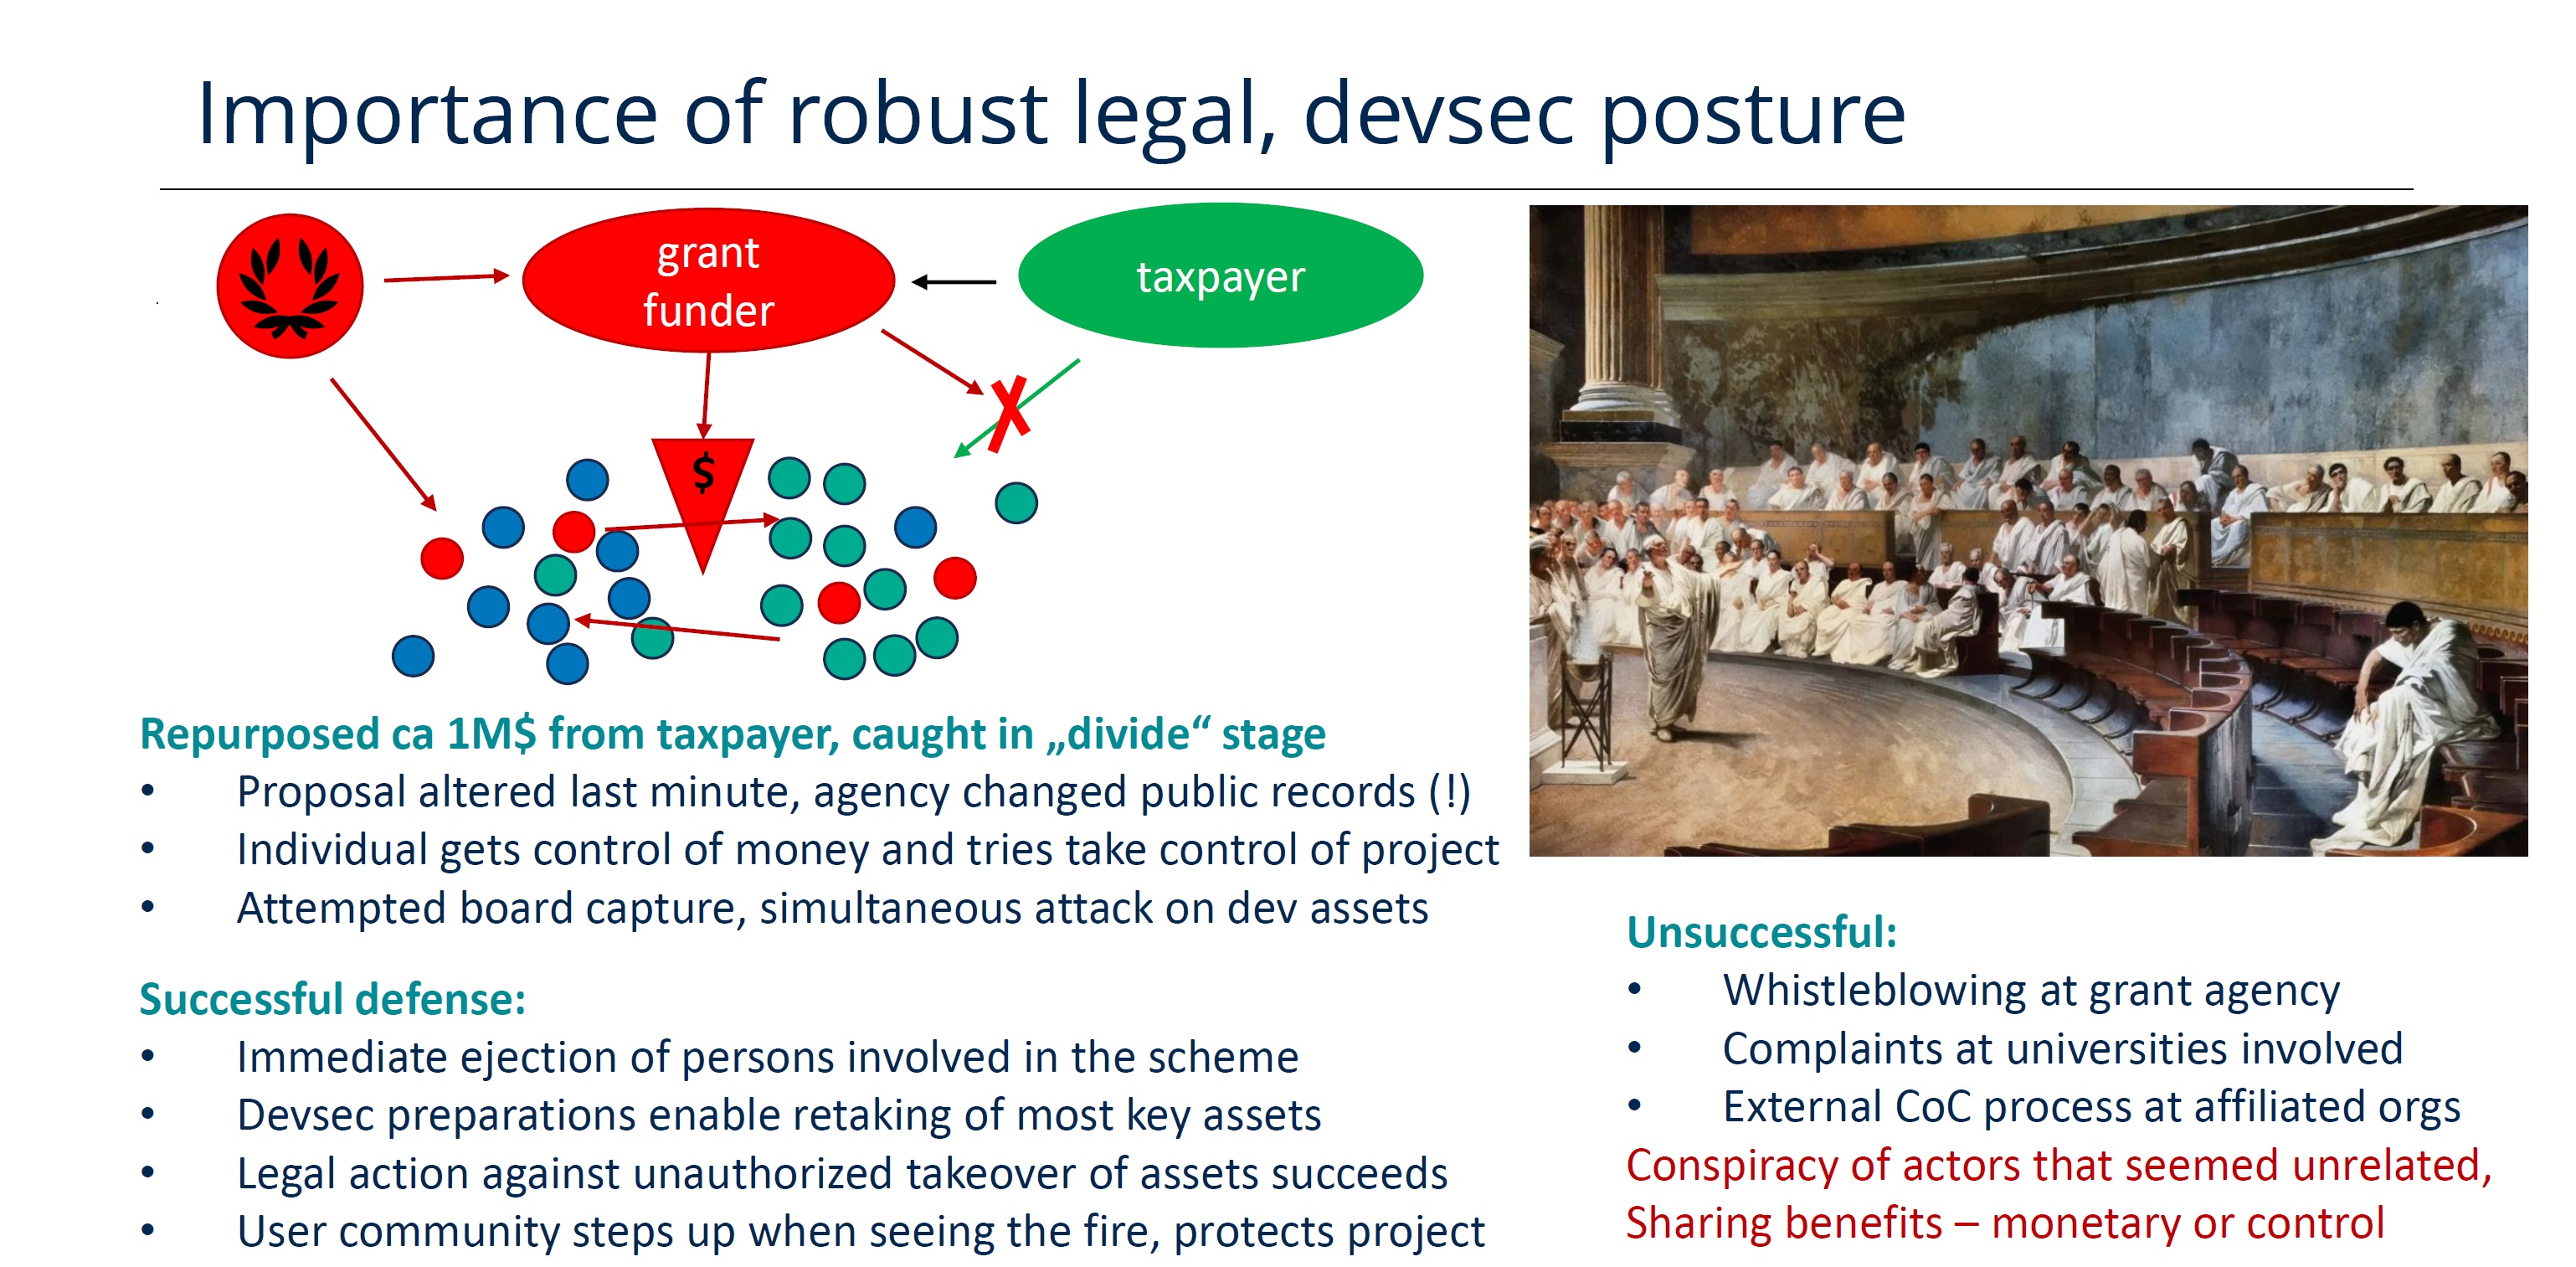 Importance of robust legal, devsec posture
grant
funder
taxpayer
$
Repurposed ca 1M$ from taxpayer, caught in „divide“ stage
• Proposal altered last minute, agency changed public records (!)
• Individual gets control of money and tries take control of project
• Attempted board capture, simultaneous attack on dev assets
Successful defense:
• Immediate ejection of persons involved in the scheme
• Devsec preparations enable retaking of most key assets
• Legal action against unauthorized takeover of assets succeeds
• User community steps up when seeing the fire, protects project
Unsuccessful:
• Whistleblowing at grant agency
• Complaints at universities involved
• External CoC process at affiliated orgs
Conspiracy of actors that seemed unrelated,
Sharing benefits – monetary or control